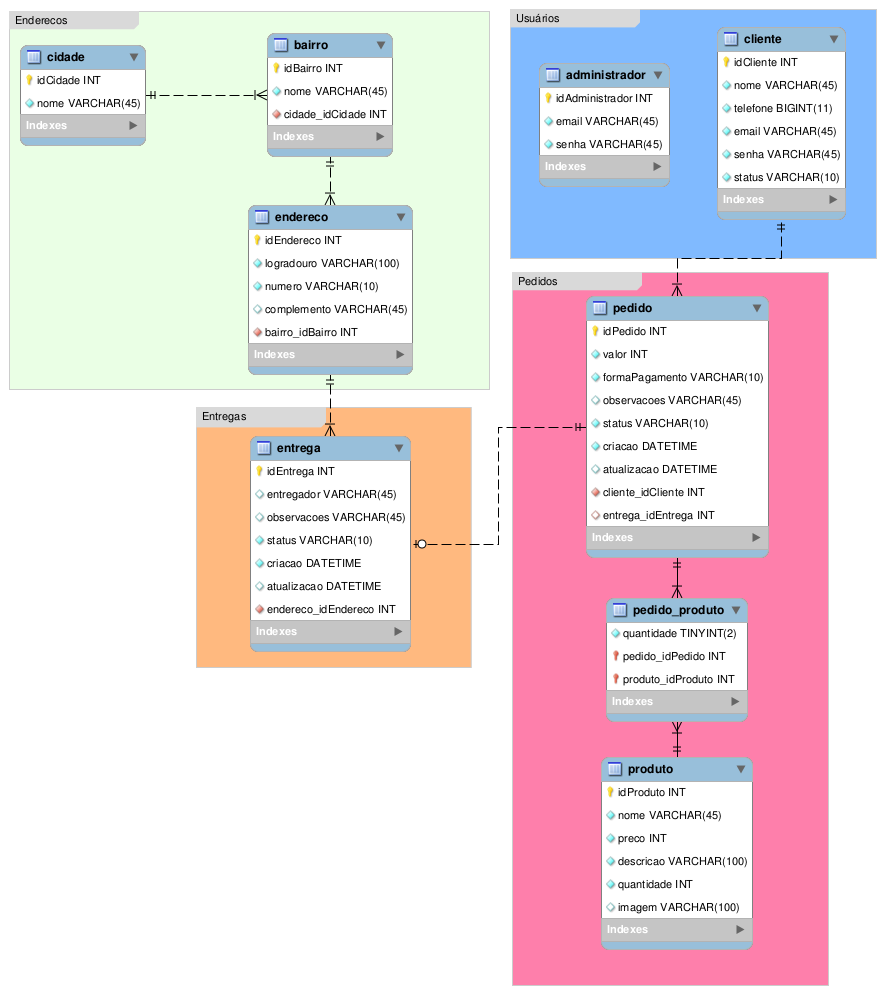 Enderecos
cidade
idCidade INT
nome VARCHAR(45)
Indexes
bairro
idBairro INT
nome VARCHAR(45)
cidade_idCidade INT
Indexes
endereco
idEndereco INT
logradouro VARCHAR(100)
numero VARCHAR(10)
complemento VARCHAR(45)
bairro_idBairro INT
Indexes
Usuários
administrador
idAdministrador INT
email VARCHAR(45)
senha VARCHAR(45)
Indexes
cliente
idCliente INT
nome VARCHAR(45)
telefone BIGINT(11)
email VARCHAR(45)
senha VARCHAR(45)
status VARCHAR(10)
Indexes
Entregas
entrega
idEntrega INT
entregador VARCHAR(45)
observacoes VARCHAR(45)
status VARCHAR(10)
criacao DATETIME
atualizacao DATETIME
endereco_idEndereco INT
Indexes
Pedidos
pedido
idPedido INT
valor INT
formaPagamento VARCHAR(10)
observacoes VARCHAR(45)
status VARCHAR(10)
criacao DATETIME
atualizacao DATETIME
cliente_idCliente INT
entrega_idEntrega INT
Indexes
pedido_produto
quantidade TINYINT(2)
pedido_idPedido INT
produto_idProduto INT
Indexes
produto
idProduto INT
nome VARCHAR(45)
preco INT
descricao VARCHAR(100)
quantidade INT
imagem VARCHAR(100)
Indexes